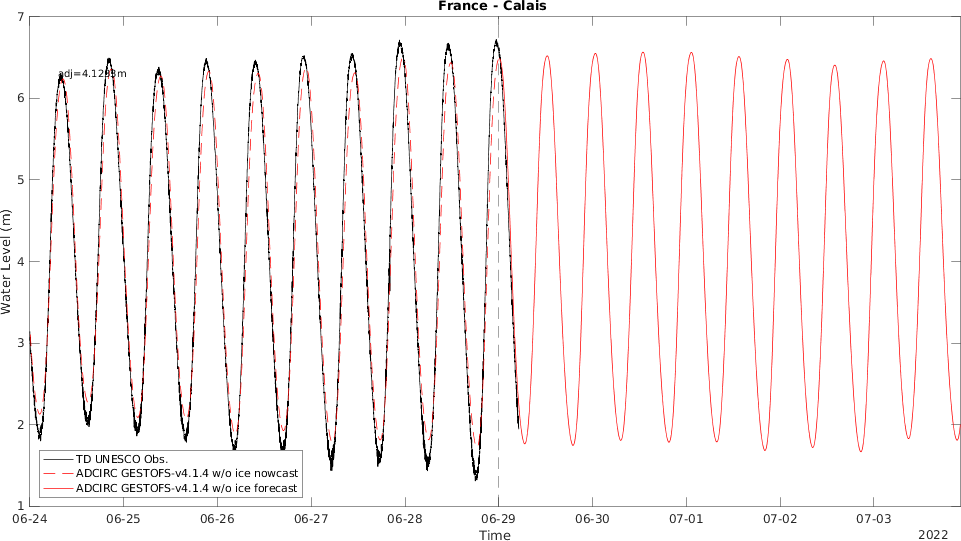 France - Calais
7
6
5
4
3
2
1
Water Level (m)
adj=4.1293m
TD UNESCO Obs.
ADCIRC GESTOFS-v4.1.4 w/o ice nowcast
ADCIRC GESTOFS-v4.1.4 w/o ice forecast
06-24 06-25 06-26 06-27 06-28 06-29 06-30 07-01 07-02 07-03
Time
2022